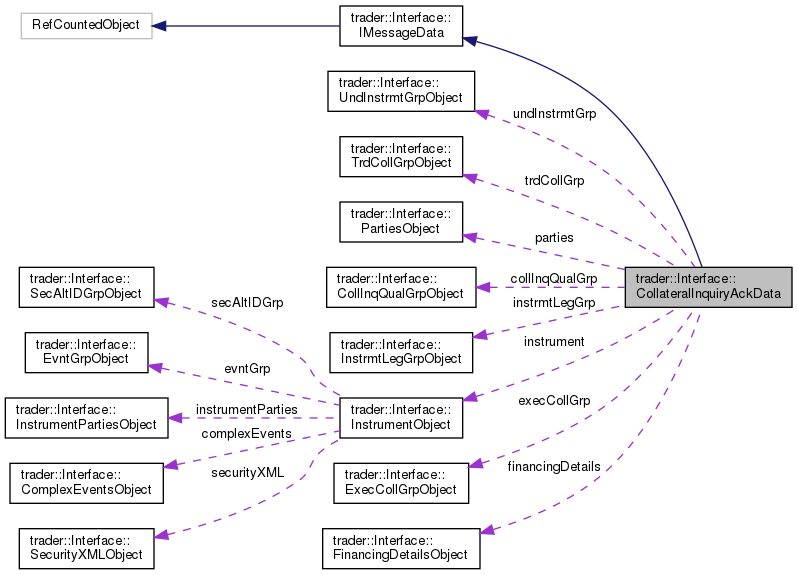 RefCountedObject
trader::Interface::
IMessageData
trader::Interface::
UndInstrmtGrpObject
undInstrmtGrp
trader::Interface::
TrdCollGrpObject
trdCollGrp
trader::Interface::
PartiesObject
parties
trader::Interface::
SecAltIDGrpObject
secAltIDGrp
trader::Interface::
CollInqQualGrpObject
collInqQualGrp
trader::Interface::
CollateralInquiryAckData
instrmtLegGrp
trader::Interface::
EvntGrpObject
evntGrp
trader::Interface::
InstrmtLegGrpObject
instrument
trader::Interface::
InstrumentPartiesObject
instrumentParties
trader::Interface::
InstrumentObject
execCollGrp
complexEvents
trader::Interface::
ComplexEventsObject
securityXML
trader::Interface::
ExecCollGrpObject
financingDetails
trader::Interface::
SecurityXMLObject
trader::Interface::
FinancingDetailsObject